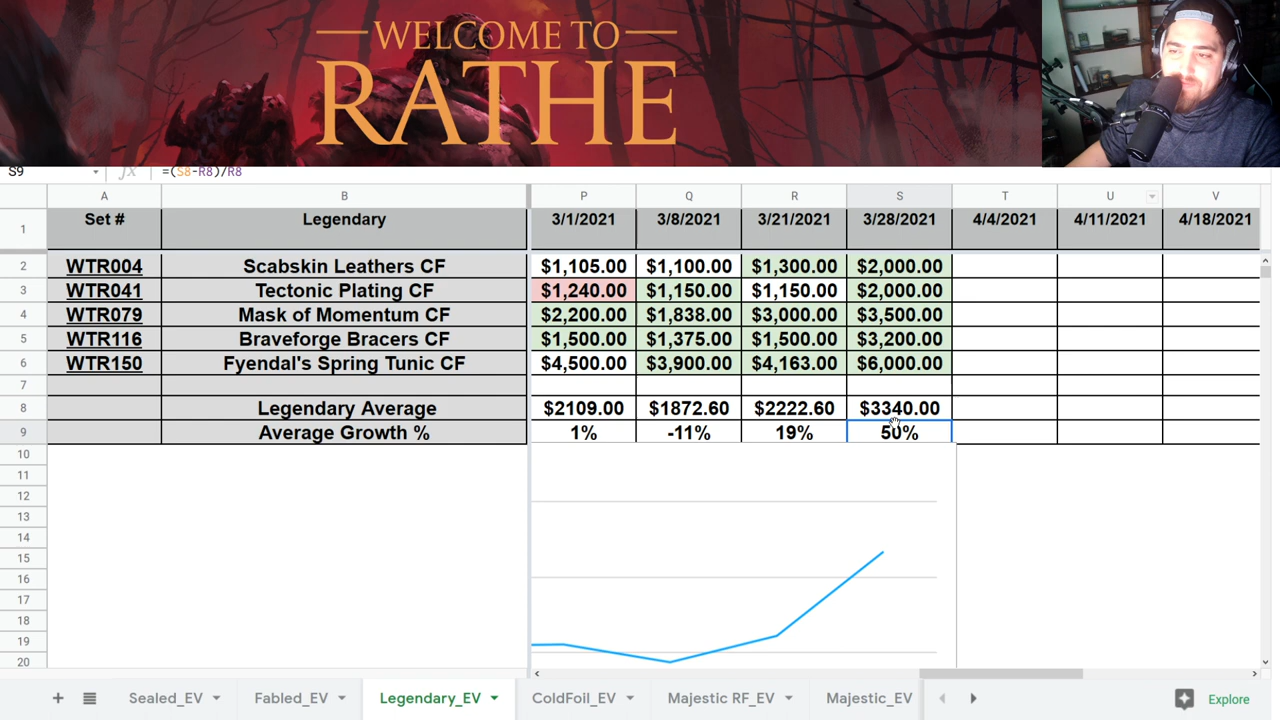 WELCOME TO
RATHE
S9 fx =(S8-R8)/R8
A B P Q R S T U V
1 Set # Legendary 3/1/2021 3/8/2021 3/21/2021 3/28/2021 4/4/2021 4/11/2021 4/18/2021
2 WTR004 Scabskin Leathers CF $1,105.00 $1,100.00 $1,300.00 $2,000.00
3 WTR041 Tectonic Plating CF $1,240.00 $1,150.00 $1,150.00 $2,000.00
4 WTR079 Mask of Momentum CF $2,200.00 $1,838.00 $3,000.00 $3,500.00
5 WTR116 Braveforge Bracers CF $1,500.00 $1,375.00 $1,500.00 $3,200.00
6 WTR150 Fyendal's Spring Tunic CF $4,500.00 $3,900.00 $4,163.00 $6,000.00
7
8 Legendary Average $2109.00 $1872.60 $2222.60 $3340.00
9 Average Growth % 1% -11% 19% 50%
10
11
12
13
14
15
16
17
18
19
20
Sealed_EV Fabled_EV Legendary_EV ColdFoil_EV Majestic RF_EV Majestic_EV Explore